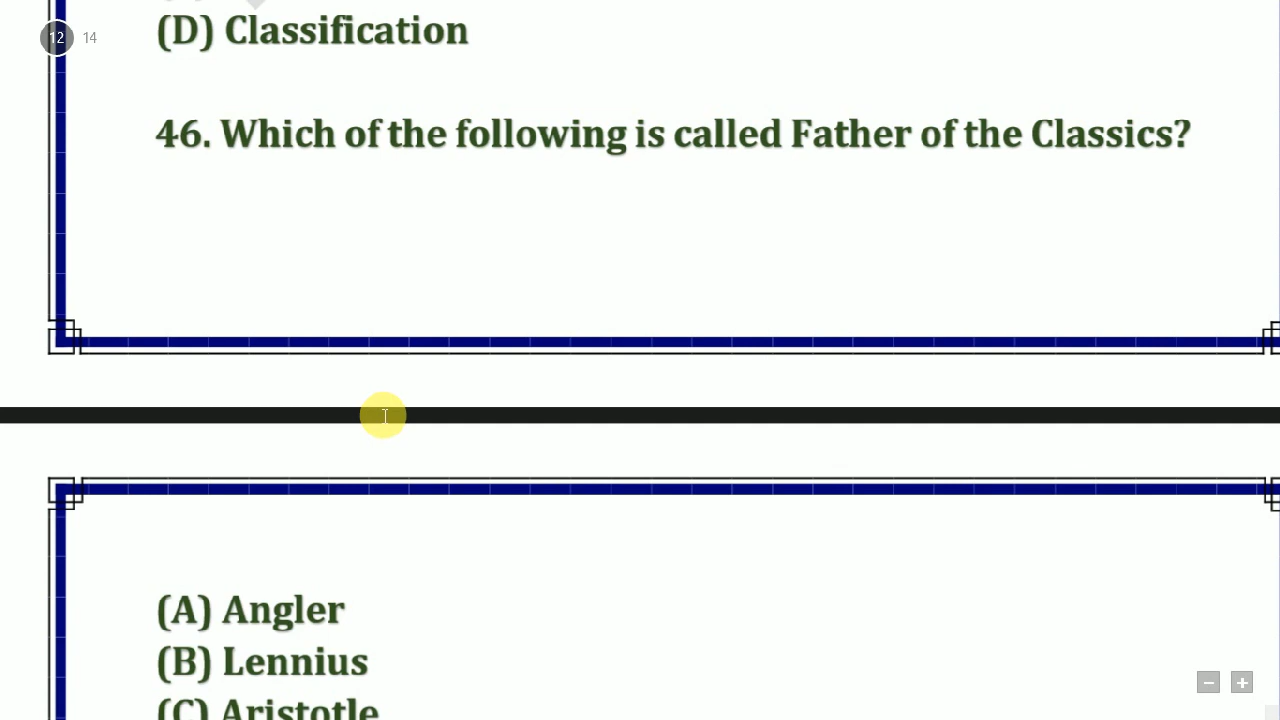 12 14
(D) Classification
46. Which of the following is called Father of the Classics?
(A) Angler
(B) Lennius
(C) Aristotle